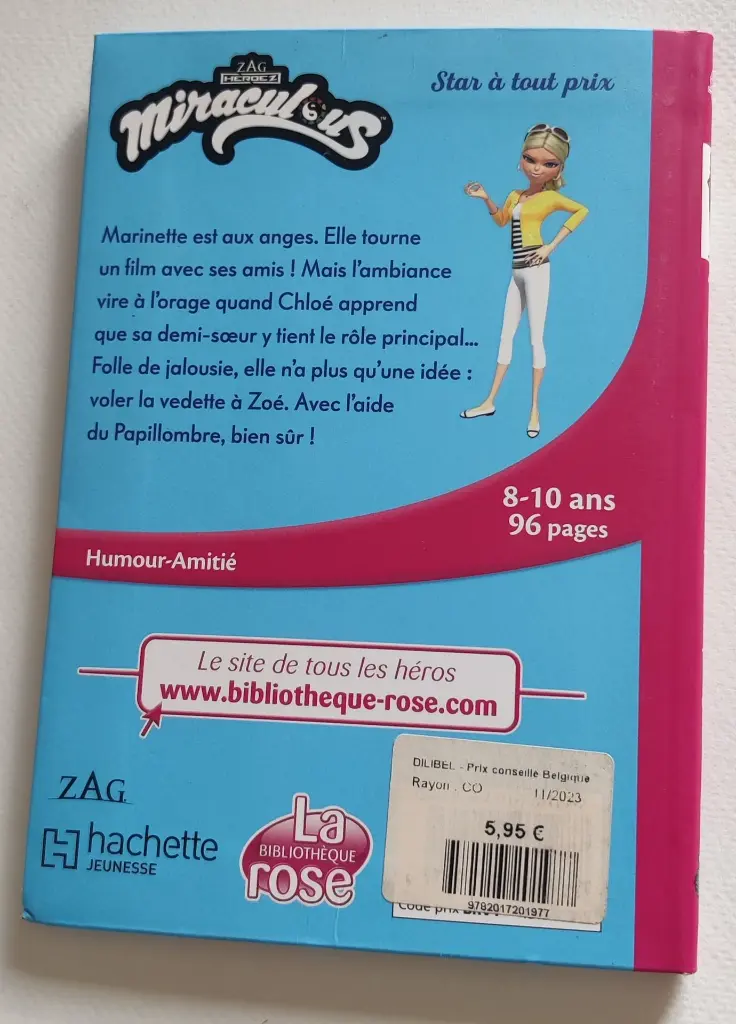 ZAG
HEROEZ
Miraculous™
Star à tout prix
Marinette est aux anges. Elle tourne
un film avec ses amis ! Mais l'ambiance
vire à l'orage quand Chloé apprend
que sa demi-sœur y tient le rôle principal...
Folle de jalousie, elle n'a plus qu'une idée :
voler la vedette à Zoé. Avec l'aide
du Papillombre, bien sûr !
8-10 ans
96 pages
Humour-Amitié
Le site de tous les héros
www.bibliotheque-rose.com
DILIBEL - Prix conseille Belgique
Rayon : CO 11/2023
5,95 €
9782017201977
Code prix
ZAG
hachette
JEUNESSE
La
BIBLIOTHÈQUE
rose